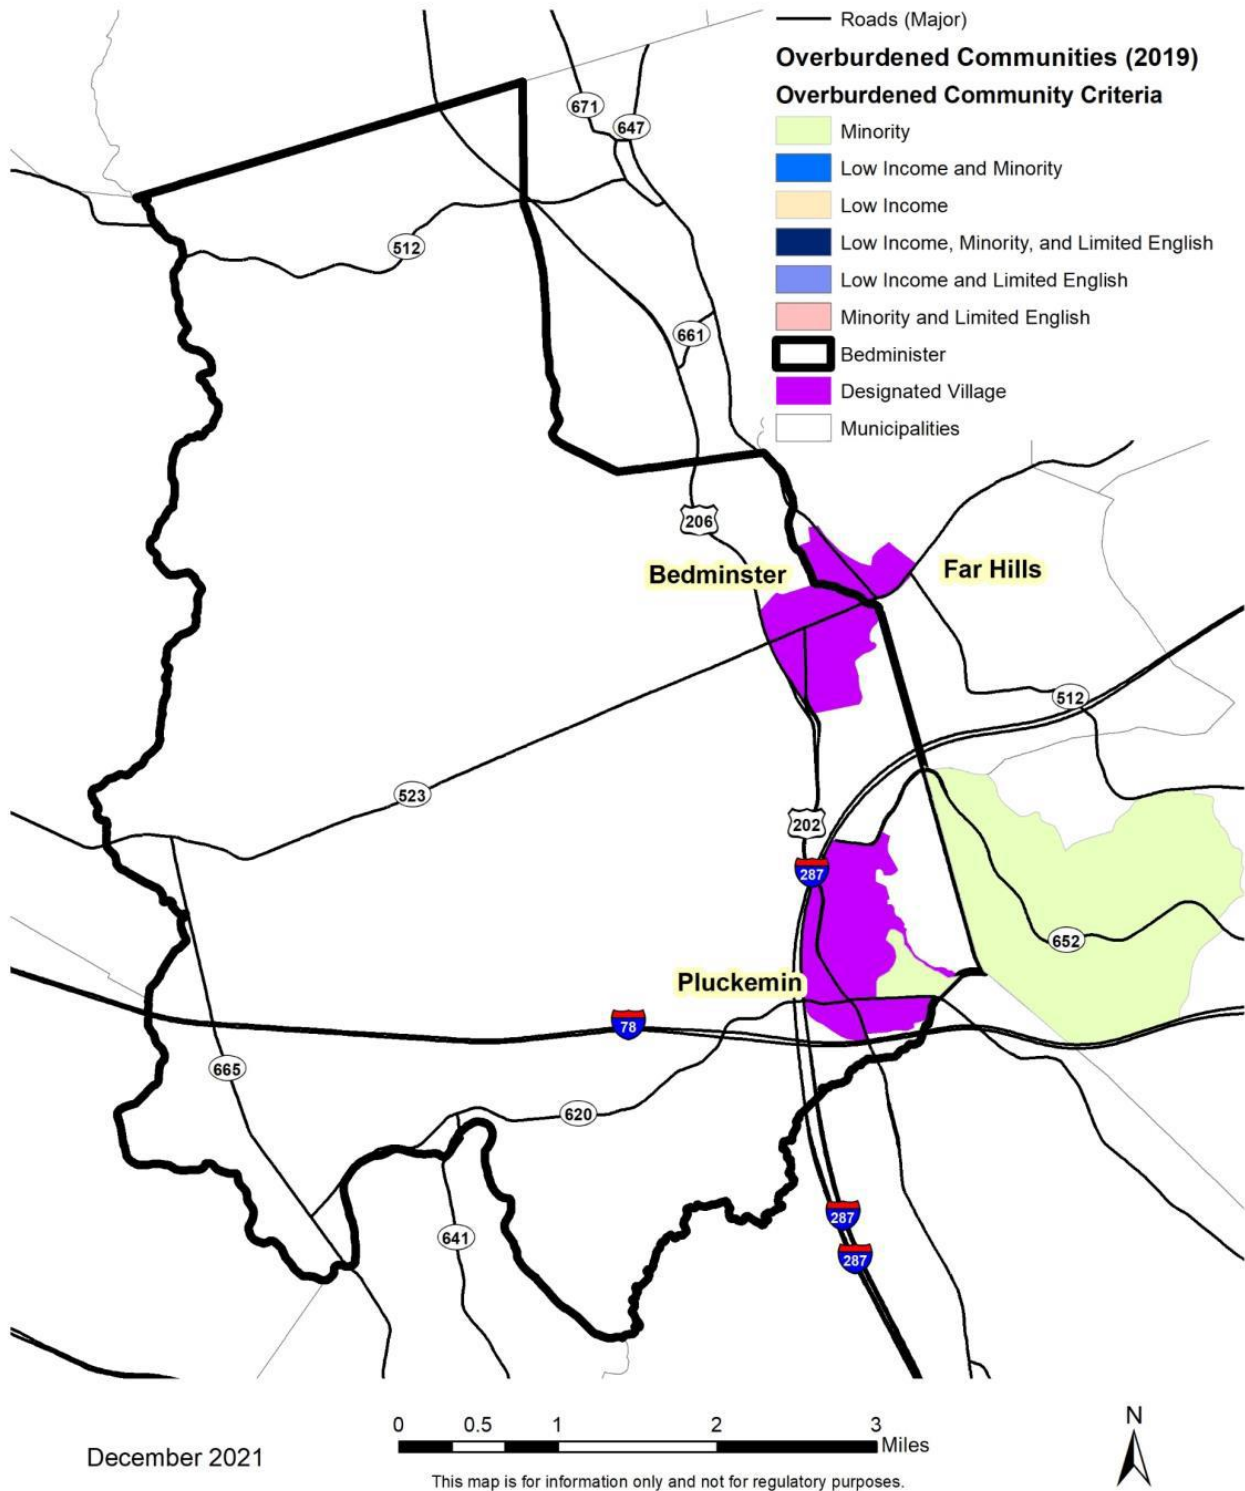 Roads (Major)
Overburdened Communities (2019)
Overburdened Community Criteria
Minority
Low Income and Minority
Low Income
Low Income, Minority, and Limited English
Low Income and Limited English
Minority and Limited English
Bedminister
Designated Village
Municipalities
671
647
512
661
206
Bedminster
Far Hills
512
523
202
287
652
Pluckemin
78
665
620
641
287
287
0 0.5 1 2 3
Miles
N
December 2021
This map is for information only and not for regulatory purposes.